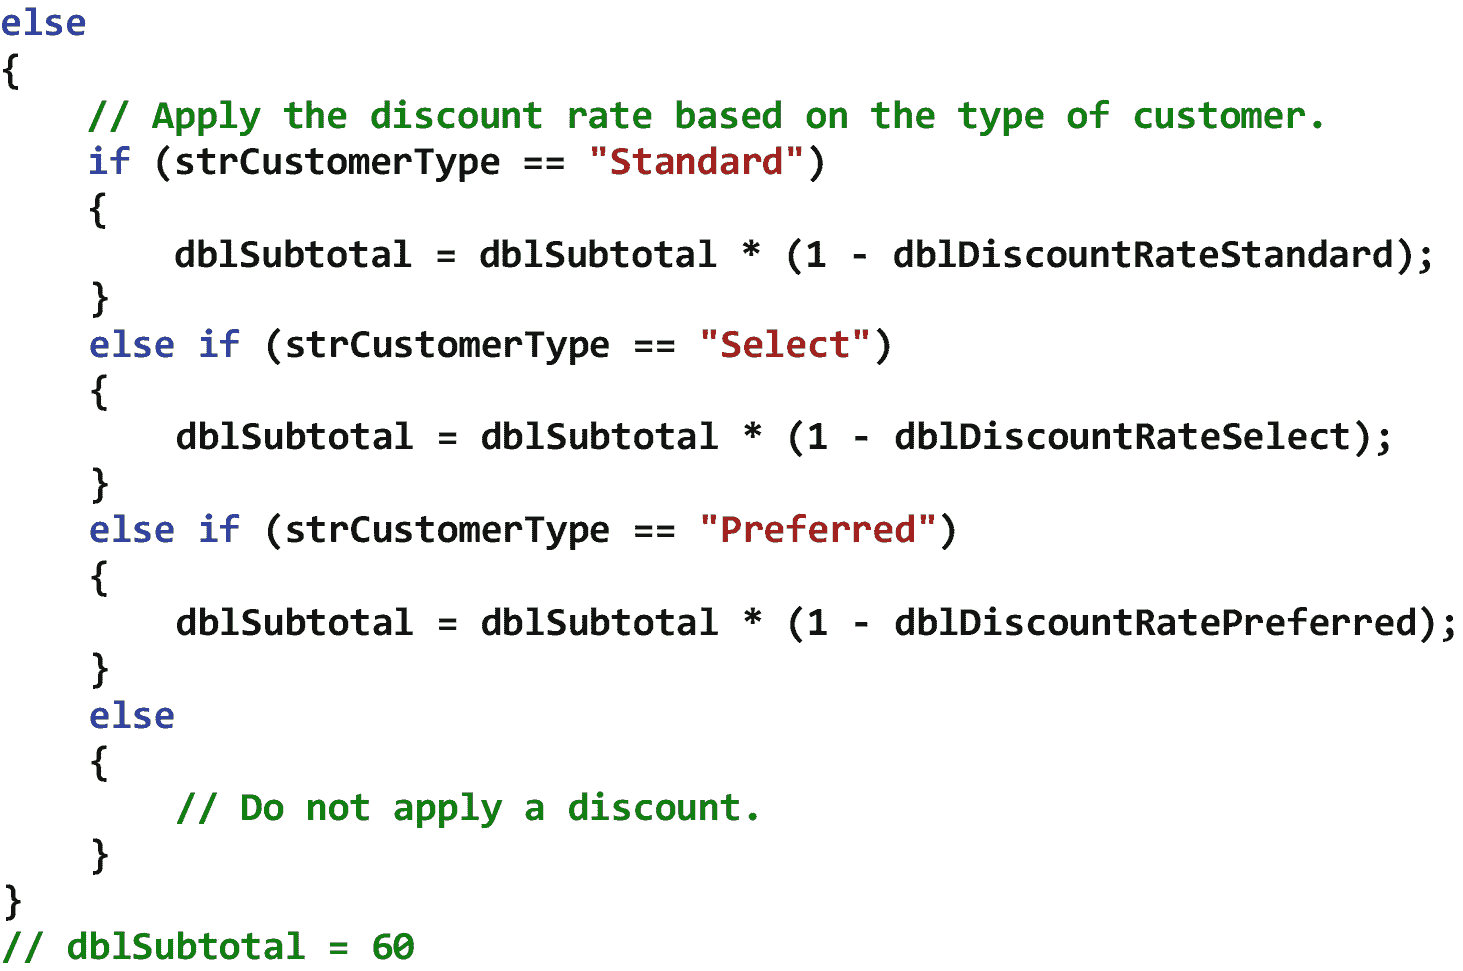 else
{
    // Apply the discount rate based on the type of customer.
    if (strCustomerType == "Standard")
    {
        dblSubtotal = dblSubtotal * (1 - dblDiscountRateStandard);
    }
    else if (strCustomerType == "Select")
    {
        dblSubtotal = dblSubtotal * (1 - dblDiscountRateSelect);
    }
    else if (strCustomerType == "Preferred")
    {
        dblSubtotal = dblSubtotal * (1 - dblDiscountRatePreferred);
    }
    else
    {
        // Do not apply a discount.
    }
}
// dblSubtotal = 60